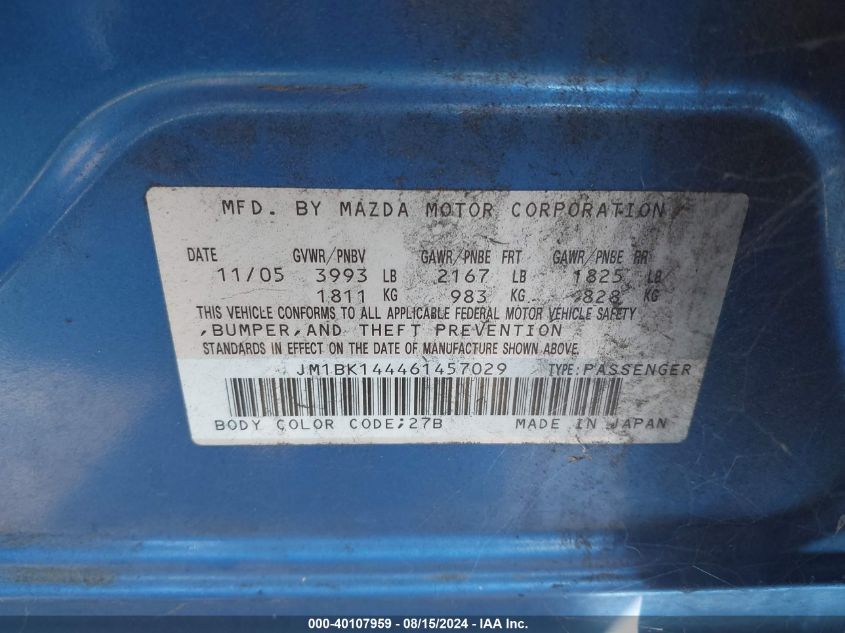 MFD. BY MAZDA MOTOR CORPORATION
DATE GVWR/PNBV GAWR/PNBE FRT GAWR/PNBE RR
11/05 3993 LB 2167 LB 1825 LB
1811 KG 983 KG 828 KG
THIS VEHICLE CONFORMS TO ALL APPLICABLE FEDERAL MOTOR VEHICLE SAFETY
,BUMPER,AND THEFT PREVENTION
STANDARDS IN EFFECT ON THE DATE OF MANUFACTURE SHOWN ABOVE.
JM1BK144461457029 TYPE:PASSENGER
BODY COLOR CODE;27B MADE IN JAPAN
000-40107959 - 08/15/2024 - IAA Inc.